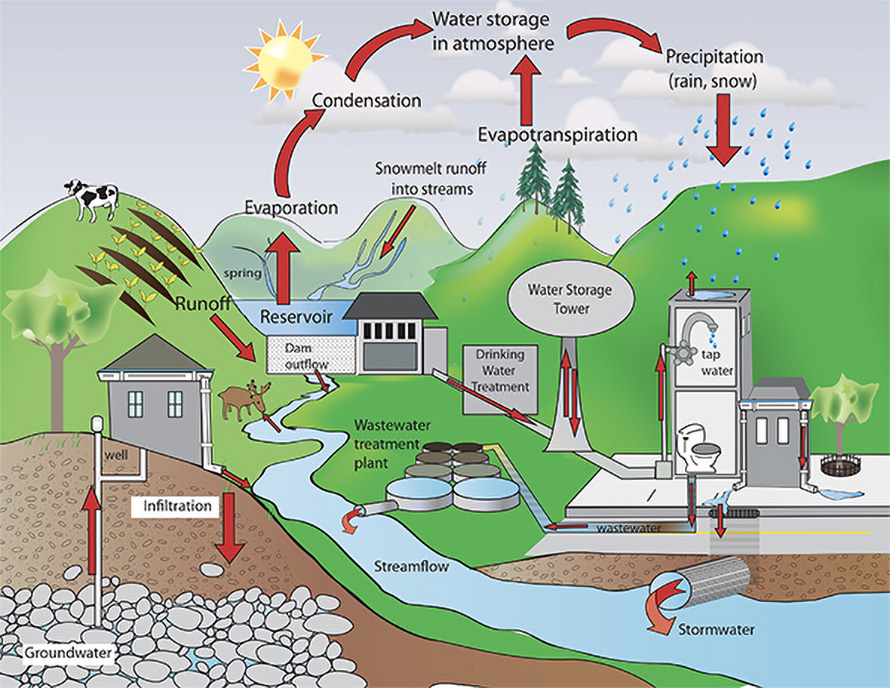 Water storage
in atmosphere
Precipitation
(rain, snow)
Condensation
Evapotranspiration
Snowmelt runoff
into streams
Evaporation
spring
Runoff
Reservoir
Water Storage
Tower
Dam
outflow
Drinking
Water
Treatment
tap
water
Wastewater
treatment
plant
well
Infiltration
wastewater
Streamflow
Stormwater
Groundwater